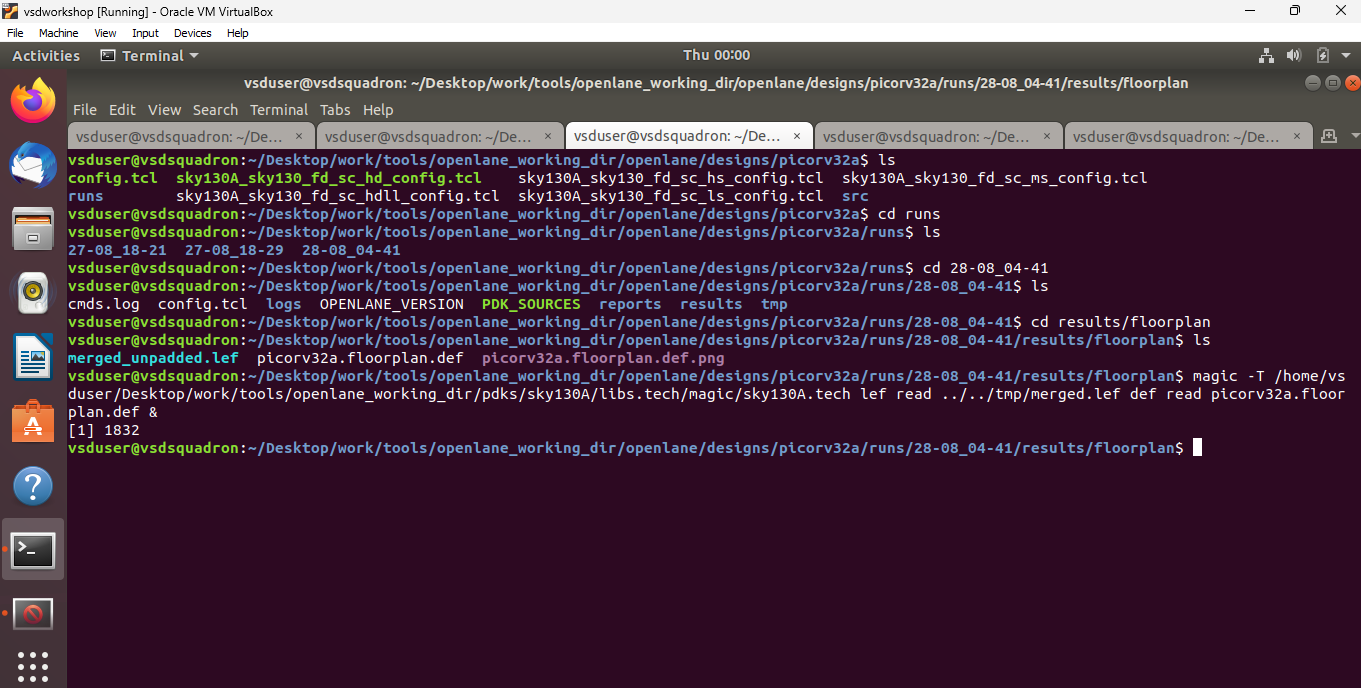 vsdworkshop [Running] - Oracle VM VirtualBox
File Machine View Input Devices Help
Activities Terminal Thu 00:00
vsduser@vsdsquadron: ~/Desktop/work/tools/openlane_working_dir/openlane/designs/picorv32a/runs/28-08_04-41/results/floorplan
File Edit View Search Terminal Tabs Help
vsduser@vsdsquadron: ~/De... × vsduser@vsdsquadron: ~/De... × vsduser@vsdsquadron: ~/De... × vsduser@vsdsquadron: ~/De... × vsduser@vsdsquadron: ~/De... ×
vsduser@vsdsquadron:~/Desktop/work/tools/openlane_working_dir/openlane/designs/picorv32a$ ls
config.tcl sky130A_sky130_fd_sc_hd_config.tcl sky130A_sky130_fd_sc_hs_config.tcl sky130A_sky130_fd_sc_ms_config.tcl
runs sky130A_sky130_fd_sc_hdll_config.tcl sky130A_sky130_fd_sc_ls_config.tcl src
vsduser@vsdsquadron:~/Desktop/work/tools/openlane_working_dir/openlane/designs/picorv32a$ cd runs
vsduser@vsdsquadron:~/Desktop/work/tools/openlane_working_dir/openlane/designs/picorv32a/runs$ ls
27-08_18-21 27-08_18-29 28-08_04-41
vsduser@vsdsquadron:~/Desktop/work/tools/openlane_working_dir/openlane/designs/picorv32a/runs$ cd 28-08_04-41
vsduser@vsdsquadron:~/Desktop/work/tools/openlane_working_dir/openlane/designs/picorv32a/runs/28-08_04-41$ ls
cmds.log config.tcl logs OPENLANE_VERSION PDK_SOURCES reports results tmp
vsduser@vsdsquadron:~/Desktop/work/tools/openlane_working_dir/openlane/designs/picorv32a/runs/28-08_04-41$ cd results/floorplan
vsduser@vsdsquadron:~/Desktop/work/tools/openlane_working_dir/openlane/designs/picorv32a/runs/28-08_04-41/results/floorplan$ ls
merged_unpadded.lef picorv32a.floorplan.def picorv32a.floorplan.def.png
vsduser@vsdsquadron:~/Desktop/work/tools/openlane_working_dir/openlane/designs/picorv32a/runs/28-08_04-41/results/floorplan$ magic -T /home/vs
duser/Desktop/work/tools/openlane_working_dir/pdks/sky130A/libs.tech/magic/sky130A.tech lef read ../../tmp/merged.lef def read picorv32a.floor
plan.def &
[1] 1832
vsduser@vsdsquadron:~/Desktop/work/tools/openlane_working_dir/openlane/designs/picorv32a/runs/28-08_04-41/results/floorplan$